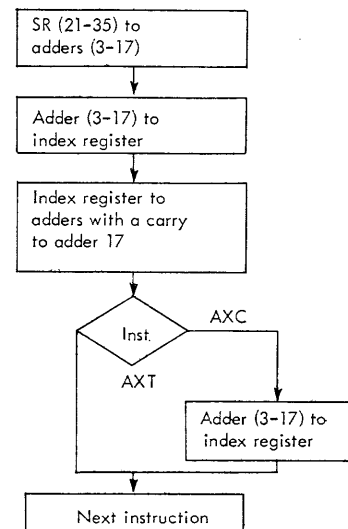 SR (21-35) to
adders (3-17)
Adder (3-17) to
index register
Index register to
adders with a carry
to adder 17
Inst.
AXC
AXT
Adder (3-17) to
index register
Next instruction